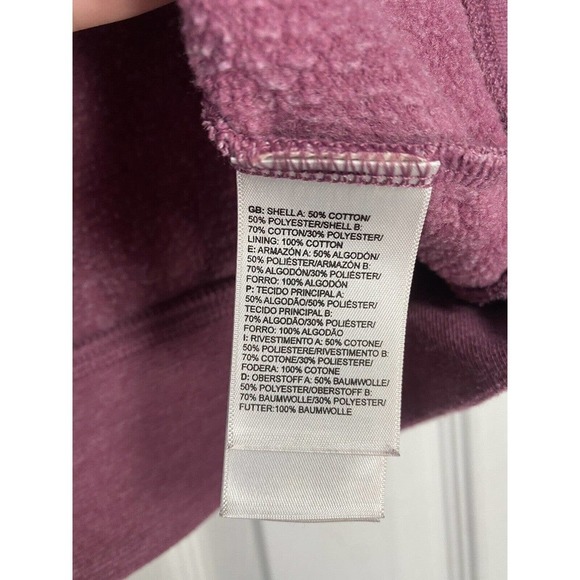 GB: SHELL A: 50% COTTON/
50% POLYESTER/SHELL B:
70% COTTON/30% POLYESTER/
LINING: 100% COTTON
E: ARMAZÓN A: 50% ALGODÓN/
50% POLIÉSTER/ARMAZÓN B:
70% ALGODÓN/30% POLIÉSTER/
FORRO: 100% ALGODÓN
P: TECIDO PRINCIPAL A:
50% ALGODÃO/50% POLIÉSTER/
TECIDO PRINCIPAL B:
70% ALGODÃO/30% POLIÉSTER/
FORRO: 100% ALGODÃO
I: RIVESTIMENTO A: 50% COTONE/
50% POLIESTERE/RIVESTIMENTO B:
70% COTONE/30% POLIESTERE/
FODERA: 100% COTONE
D: OBERSTOFF A: 50% BAUMWOLLE/
50% POLYESTER/OBERSTOFF B:
70% BAUMWOLLE/30% POLYESTER/
FUTTER:100% BAUMWOLLE